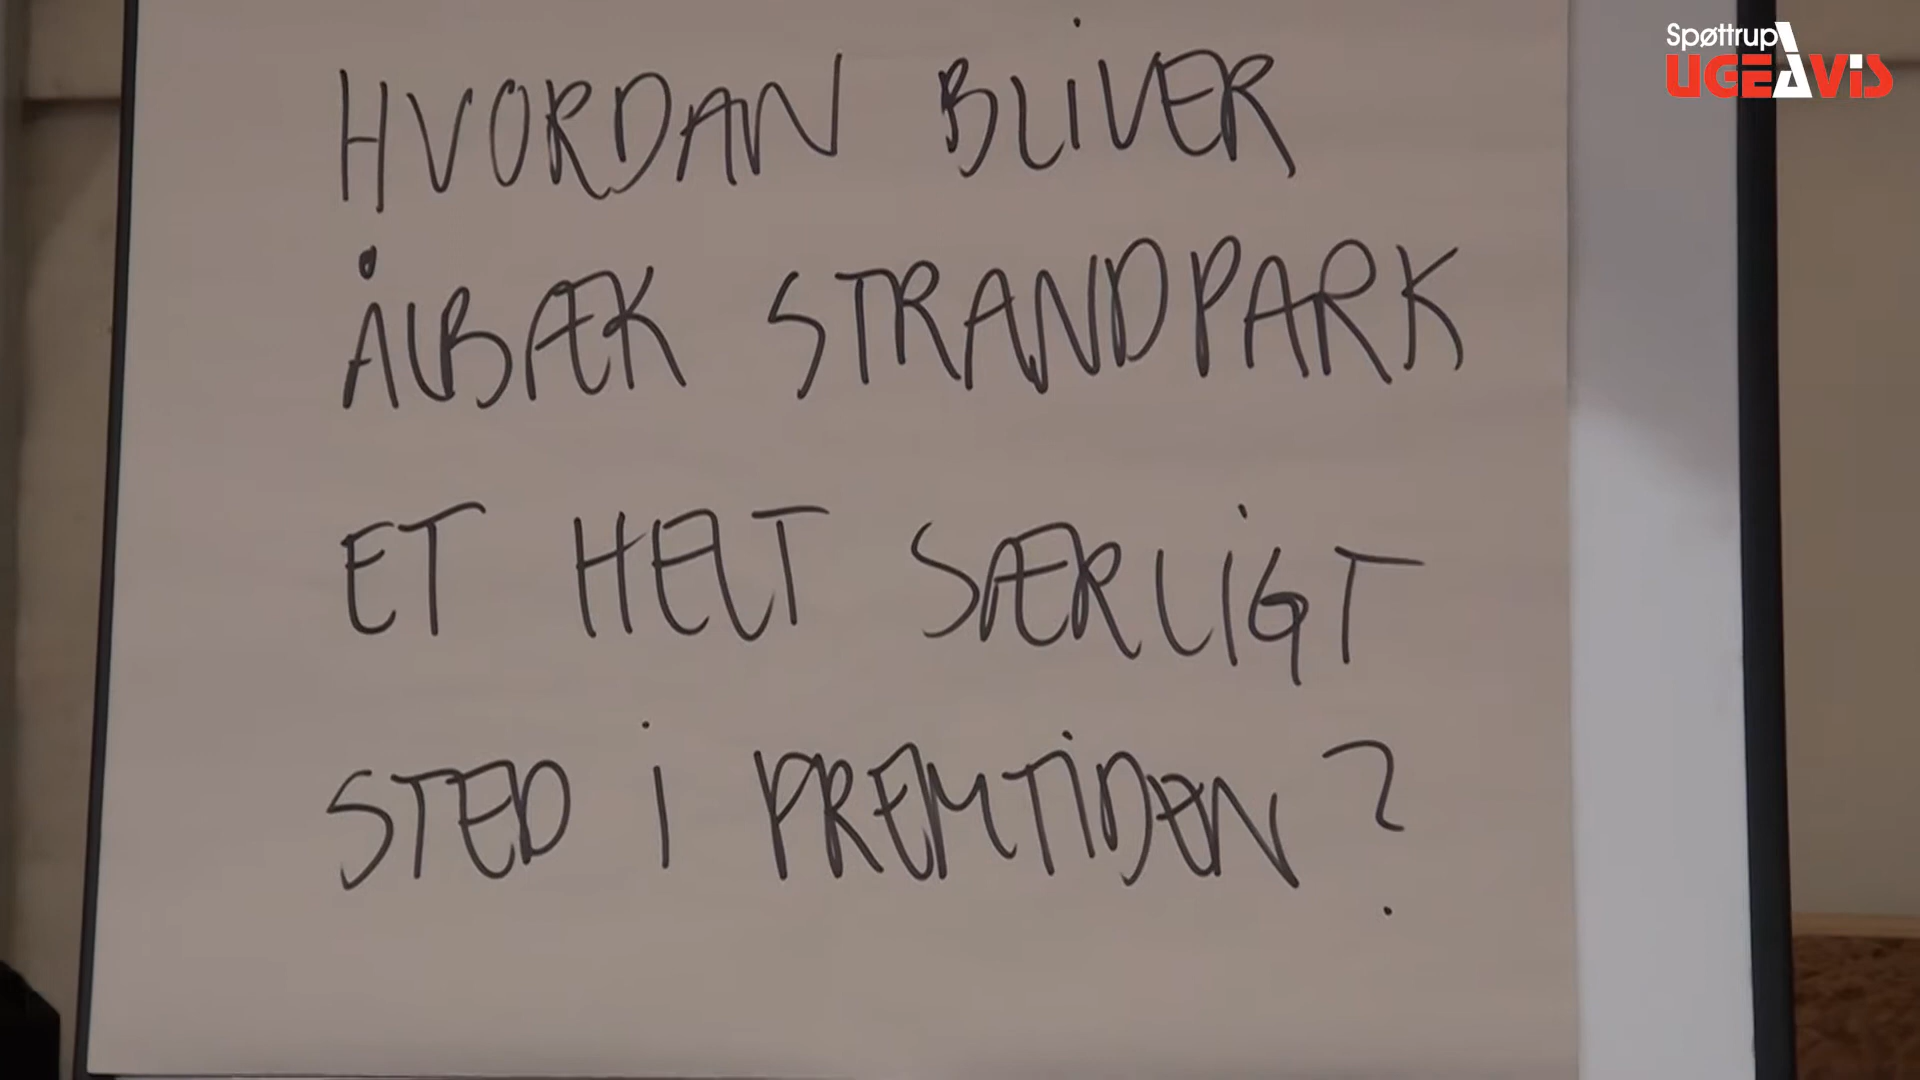 Spøttrup
UGEAVIS
HVORDAN BLIVER
ÅLBÆK STRANDPARK
ET HELT SÆRLIGT
STED i FREMTIDEN?